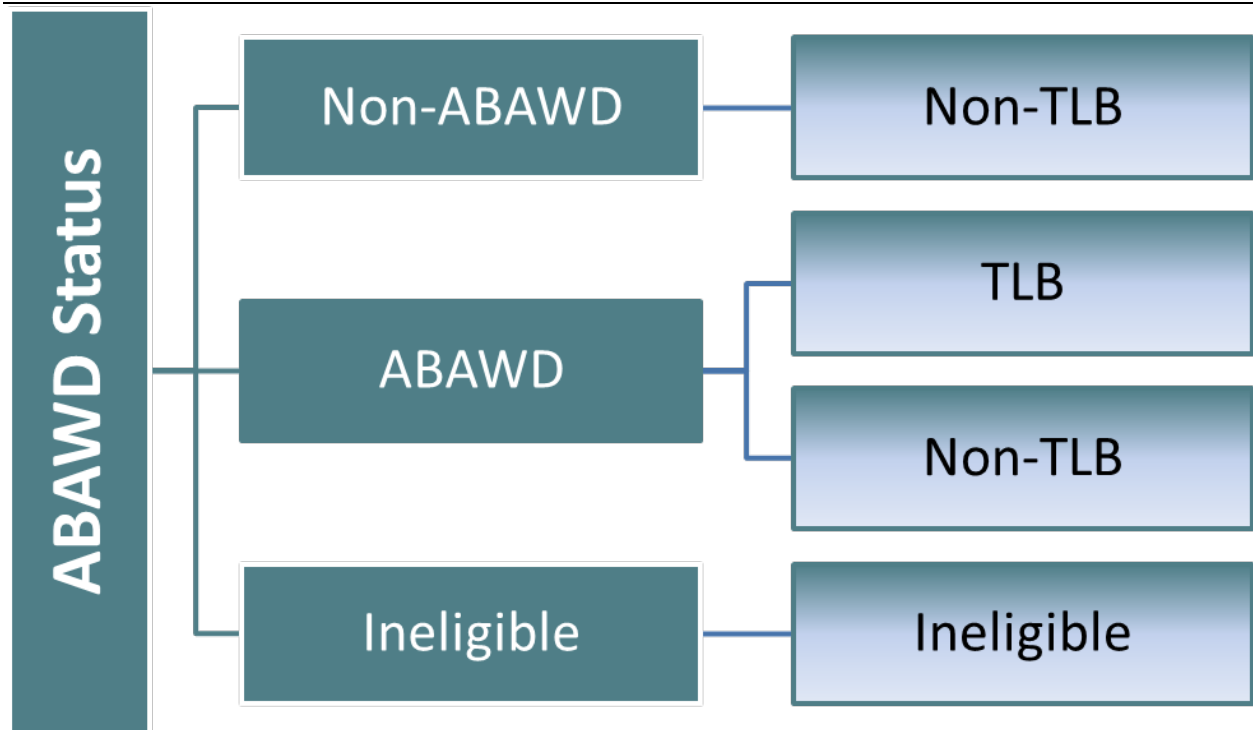 ABAWD Status
Non-ABAWD
Non-TLB
ABAWD
TLB
Non-TLB
Ineligible
Ineligible